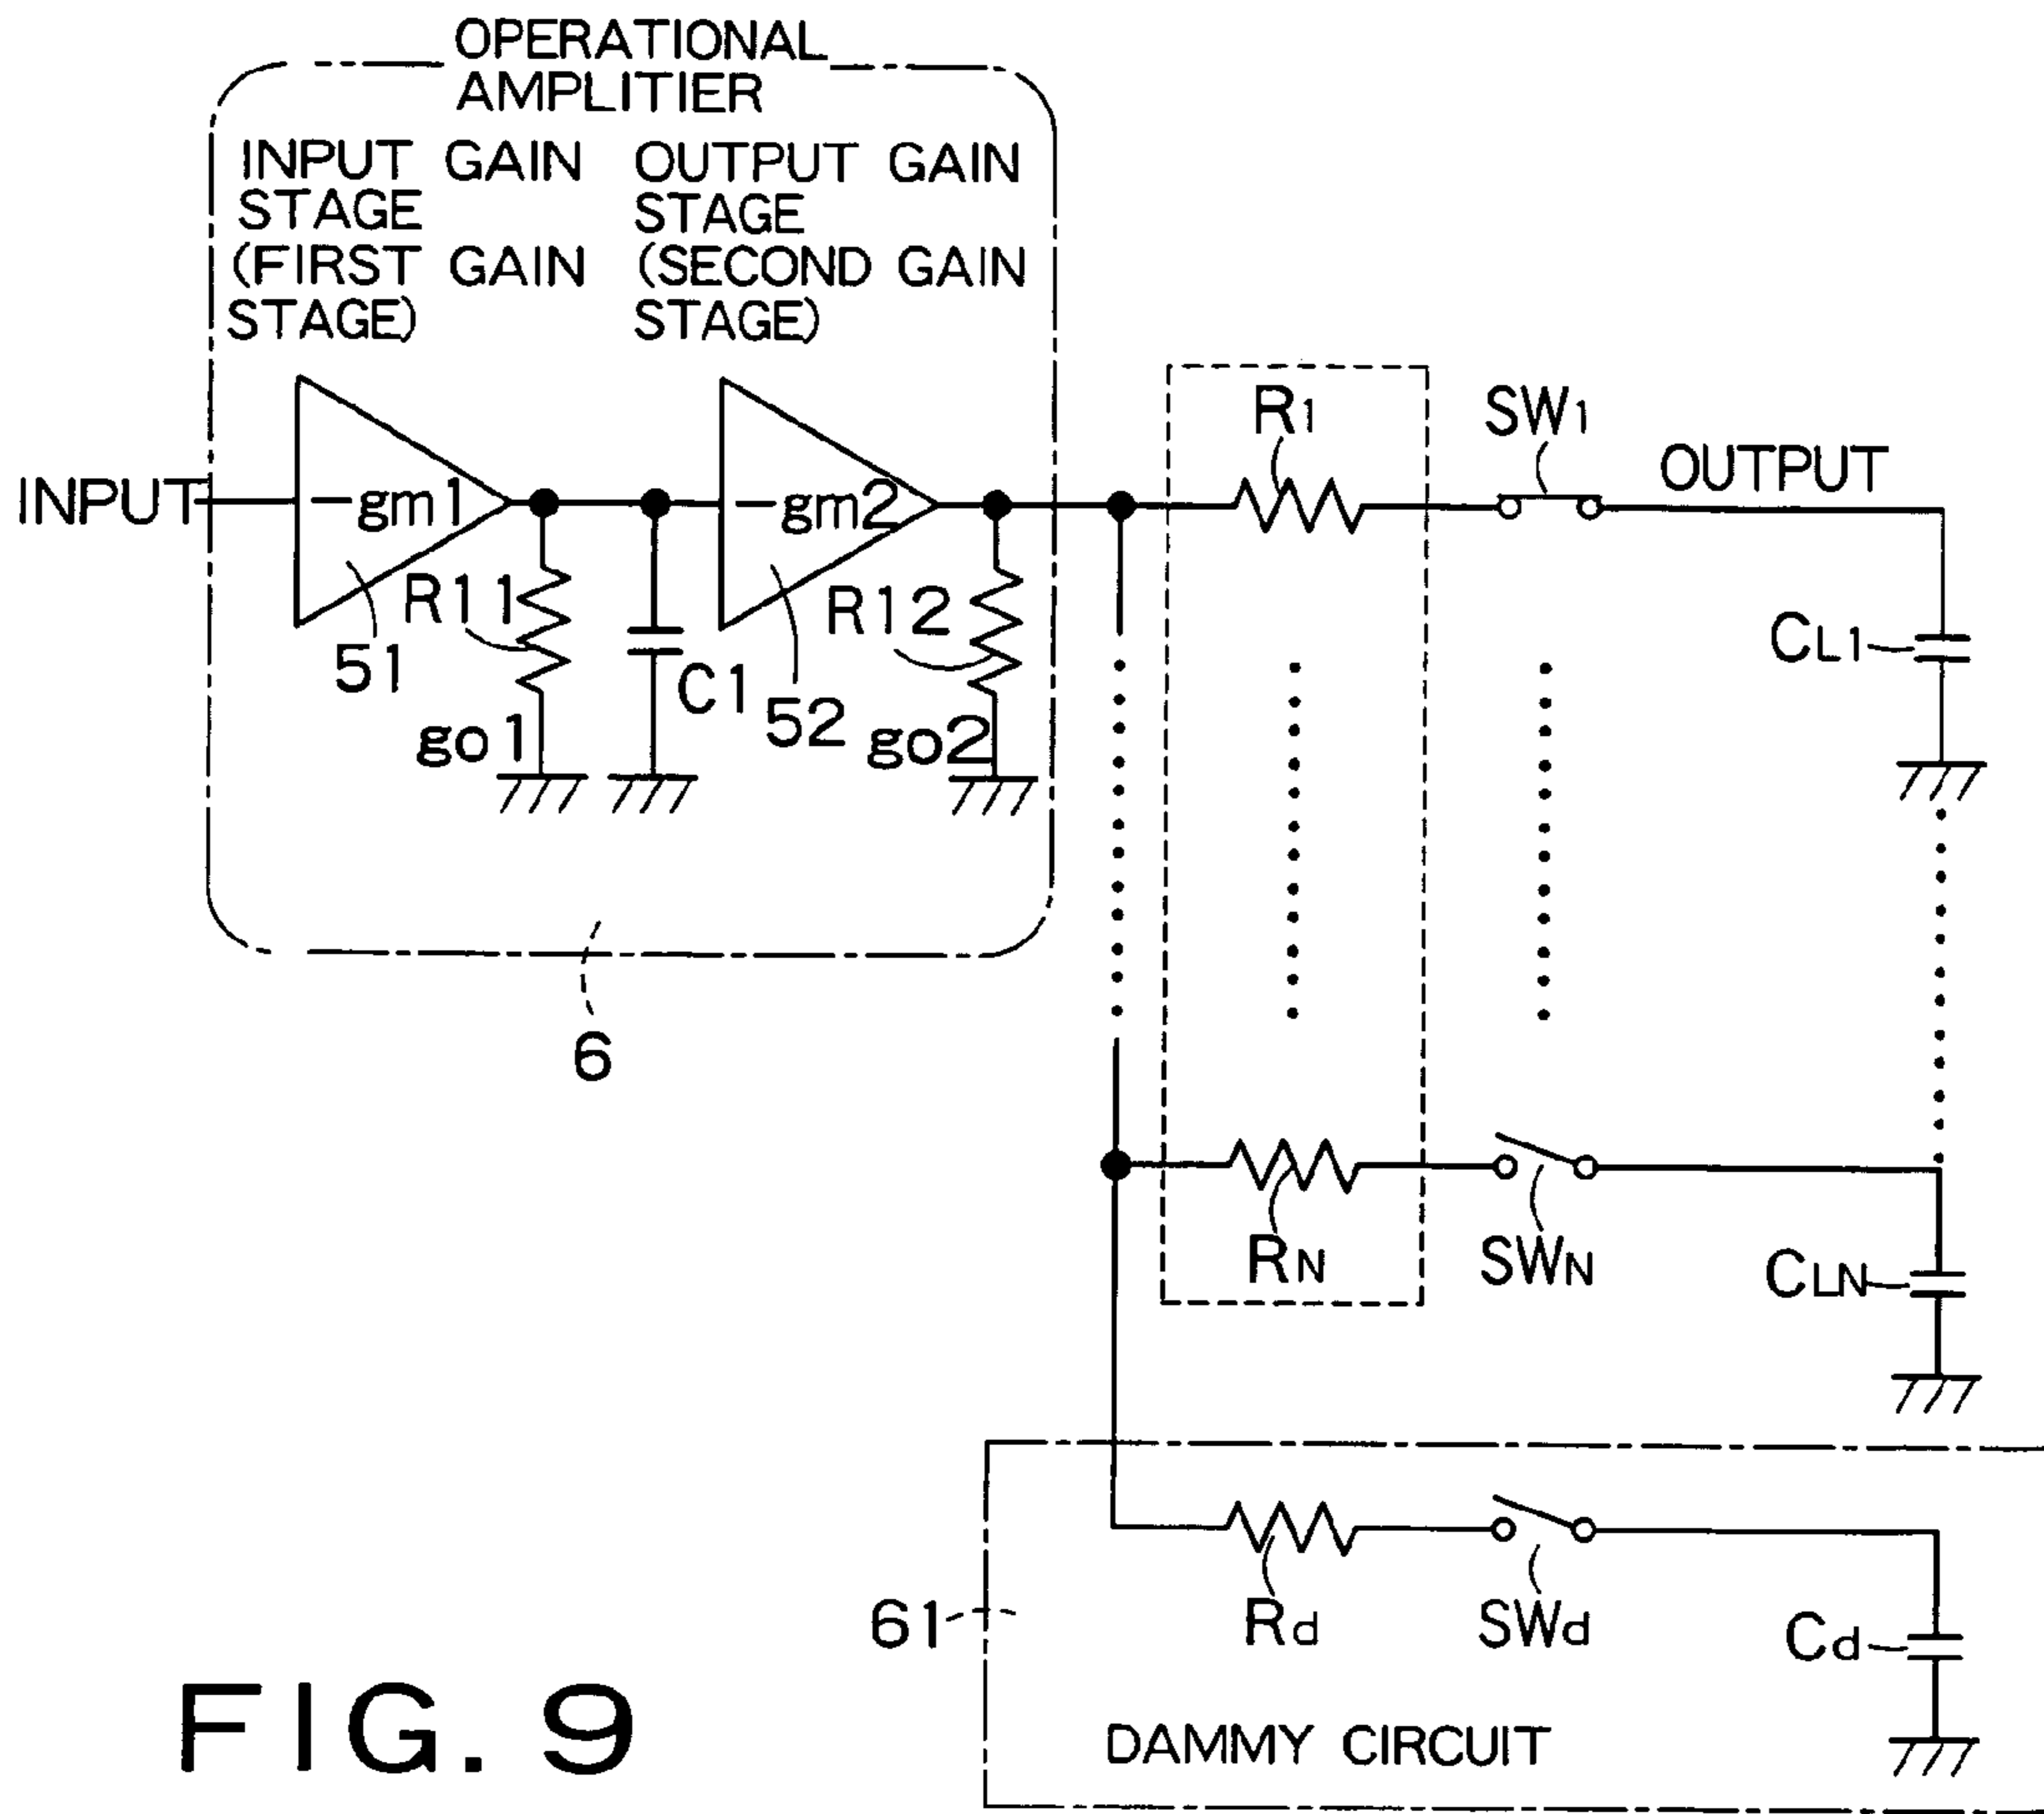 OPERATIONAL
AMPLITIER
INPUT GAIN
STAGE
(FIRST GAIN
STAGE)
OUTPUT GAIN
STAGE
(SECOND GAIN
STAGE)
INPUT
-gm1
-gm2
R1
SW1
OUTPUT
R11
51
go1
C1
52
R12
go2
CL1
6
RN
SWN
CLN
61
Rd
SWd
Cd
DAMMY CIRCUIT
FIG. 9